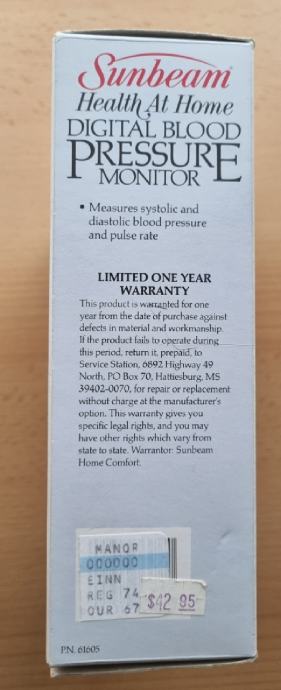 Sunbeam
Health At Home
DIGITAL BLOOD
PRESSURE
MONITOR
• Measures systolic and
diastolic blood pressure
and pulse rate
LIMITED ONE YEAR
WARRANTY
This product is warranted for one
year from the date of purchase against
defects in material and workmanship.
If the product fails to operate during
this period, return it, prepaid, to
Service Station, 6892 Highway 49
North, PO Box 70, Hattiesburg, MS
39402-0070, for repair or replacement
without charge at the manufacturer's
option. This warranty gives you
specific legal rights, and you may
have other rights which vary from
state to state. Warrantor: Sunbeam
Home Comfort.
MANOR
000000
EINN
REG 74
OUR 67
$42 95
P.N. 61605